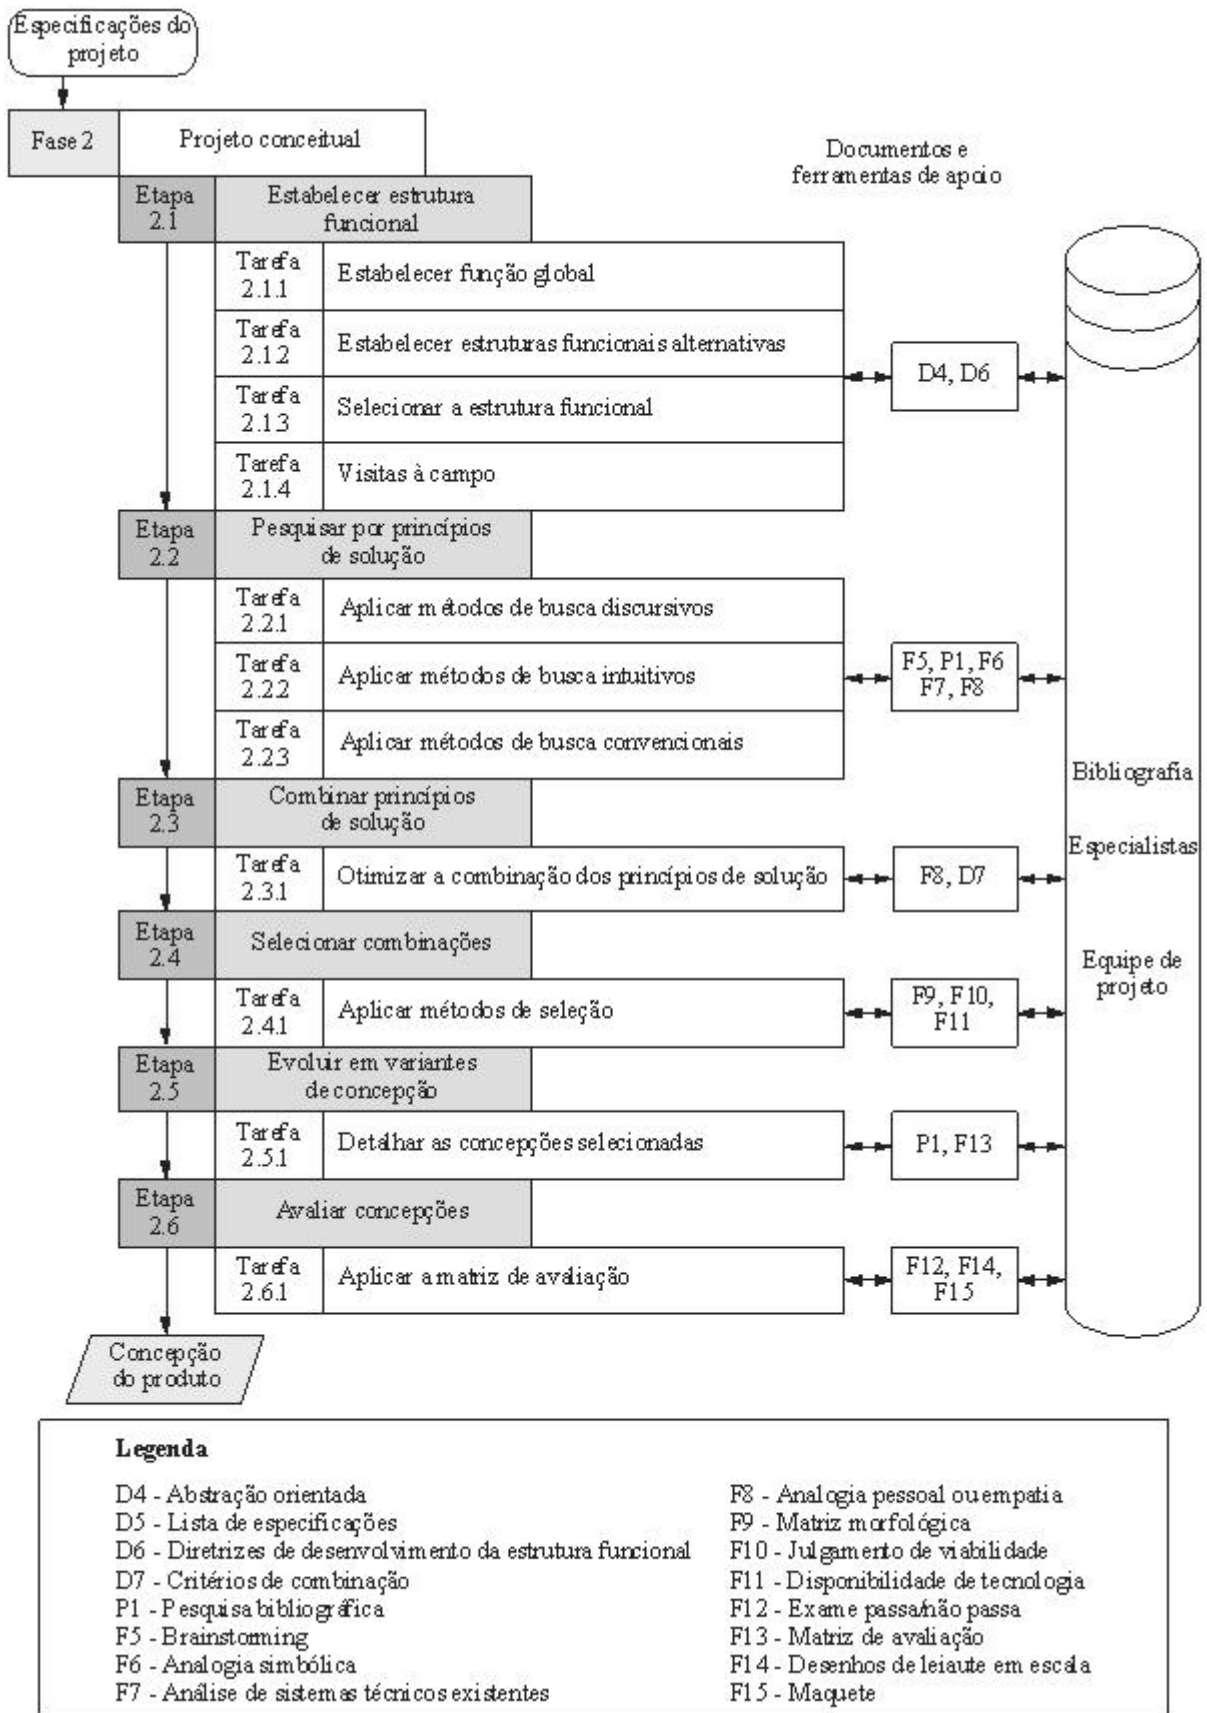 Especificações do
projeto
Fase 2
Projeto conceitual
Documentos e
ferramentas de apoio
Etapa
2.1
Estabelecer estrutura
funcional
Tarefa
2.1.1
Estabelecer função global
Tarefa
2.1.2
Estabelecer estruturas funcionais alternativas
D4, D6
Tarefa
2.1.3
Selecionar a estrutura funcional
Tarefa
2.1.4
Visitas à campo
Etapa
2.2
Pesquisar por princípios
de solução
Tarefa
2.2.1
Aplicar métodos de busca discursivos
Tarefa
2.2.2
Aplicar métodos de busca intuitivos
F5, P1, F6
F7, F8
Tarefa
2.2.3
Aplicar métodos de busca convencionais
Bibliografia
Especialistas
Equipe de
projeto
Etapa
2.3
Combinar princípios
de solução
Tarefa
2.3.1
Otimizar a combinação dos princípios de solução
F8, D7
Etapa
2.4
Selecionar combinações
Tarefa
2.4.1
Aplicar métodos de seleção
F9, F10,
F11
Etapa
2.5
Evoluir em variantes
de concepção
Tarefa
2.5.1
Detalhar as concepções selecionadas
P1, F13
Etapa
2.6
Avaliar concepções
Tarefa
2.6.1
Aplicar a matriz de avaliação
F12, F14,
F15
Concepção
do produto
Legenda
D4 - Abstração orientada
D5 - Lista de especificações
D6 - Diretrizes de desenvolvimento da estrutura funcional
D7 - Critérios de combinação
P1 - Pesquisa bibliográfica
F5 - Brainstorming
F6 - Analogia simbólica
F7 - Análise de sistemas técnicos existentes
F8 - Analogia pessoal ou empatia
F9 - Matriz morfológica
F10 - Julgamento de viabilidade
F11 - Disponibilidade de tecnologia
F12 - Exame passa/não passa
F13 - Matriz de avaliação
F14 - Desenhos de leiaute em escala
F15 - Maquete